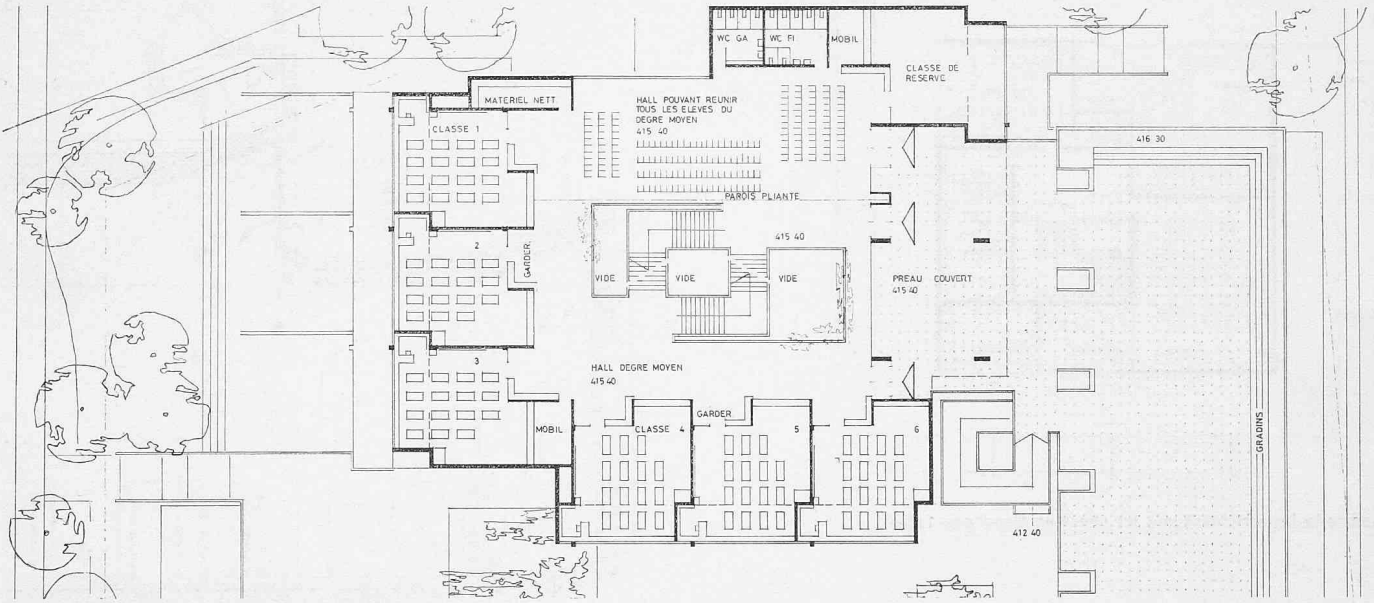 WC GA
WC FI
MOBIL
CLASSE DE
RESERVE
MATERIEL NETT
HALL POUVANT REUNIR
TOUS LES ELEVES DU
DEGRE MOYEN
415 40
CLASSE 1
416 30
PAROIS PLIANTE
415 40
2
GARDER.
VIDE
VIDE
VIDE
PREAU COUVERT
415 40
3
HALL DEGRE MOYEN
415 40
GARDER
MOBIL
CLASSE 4
5
6
GRADINS
412 40